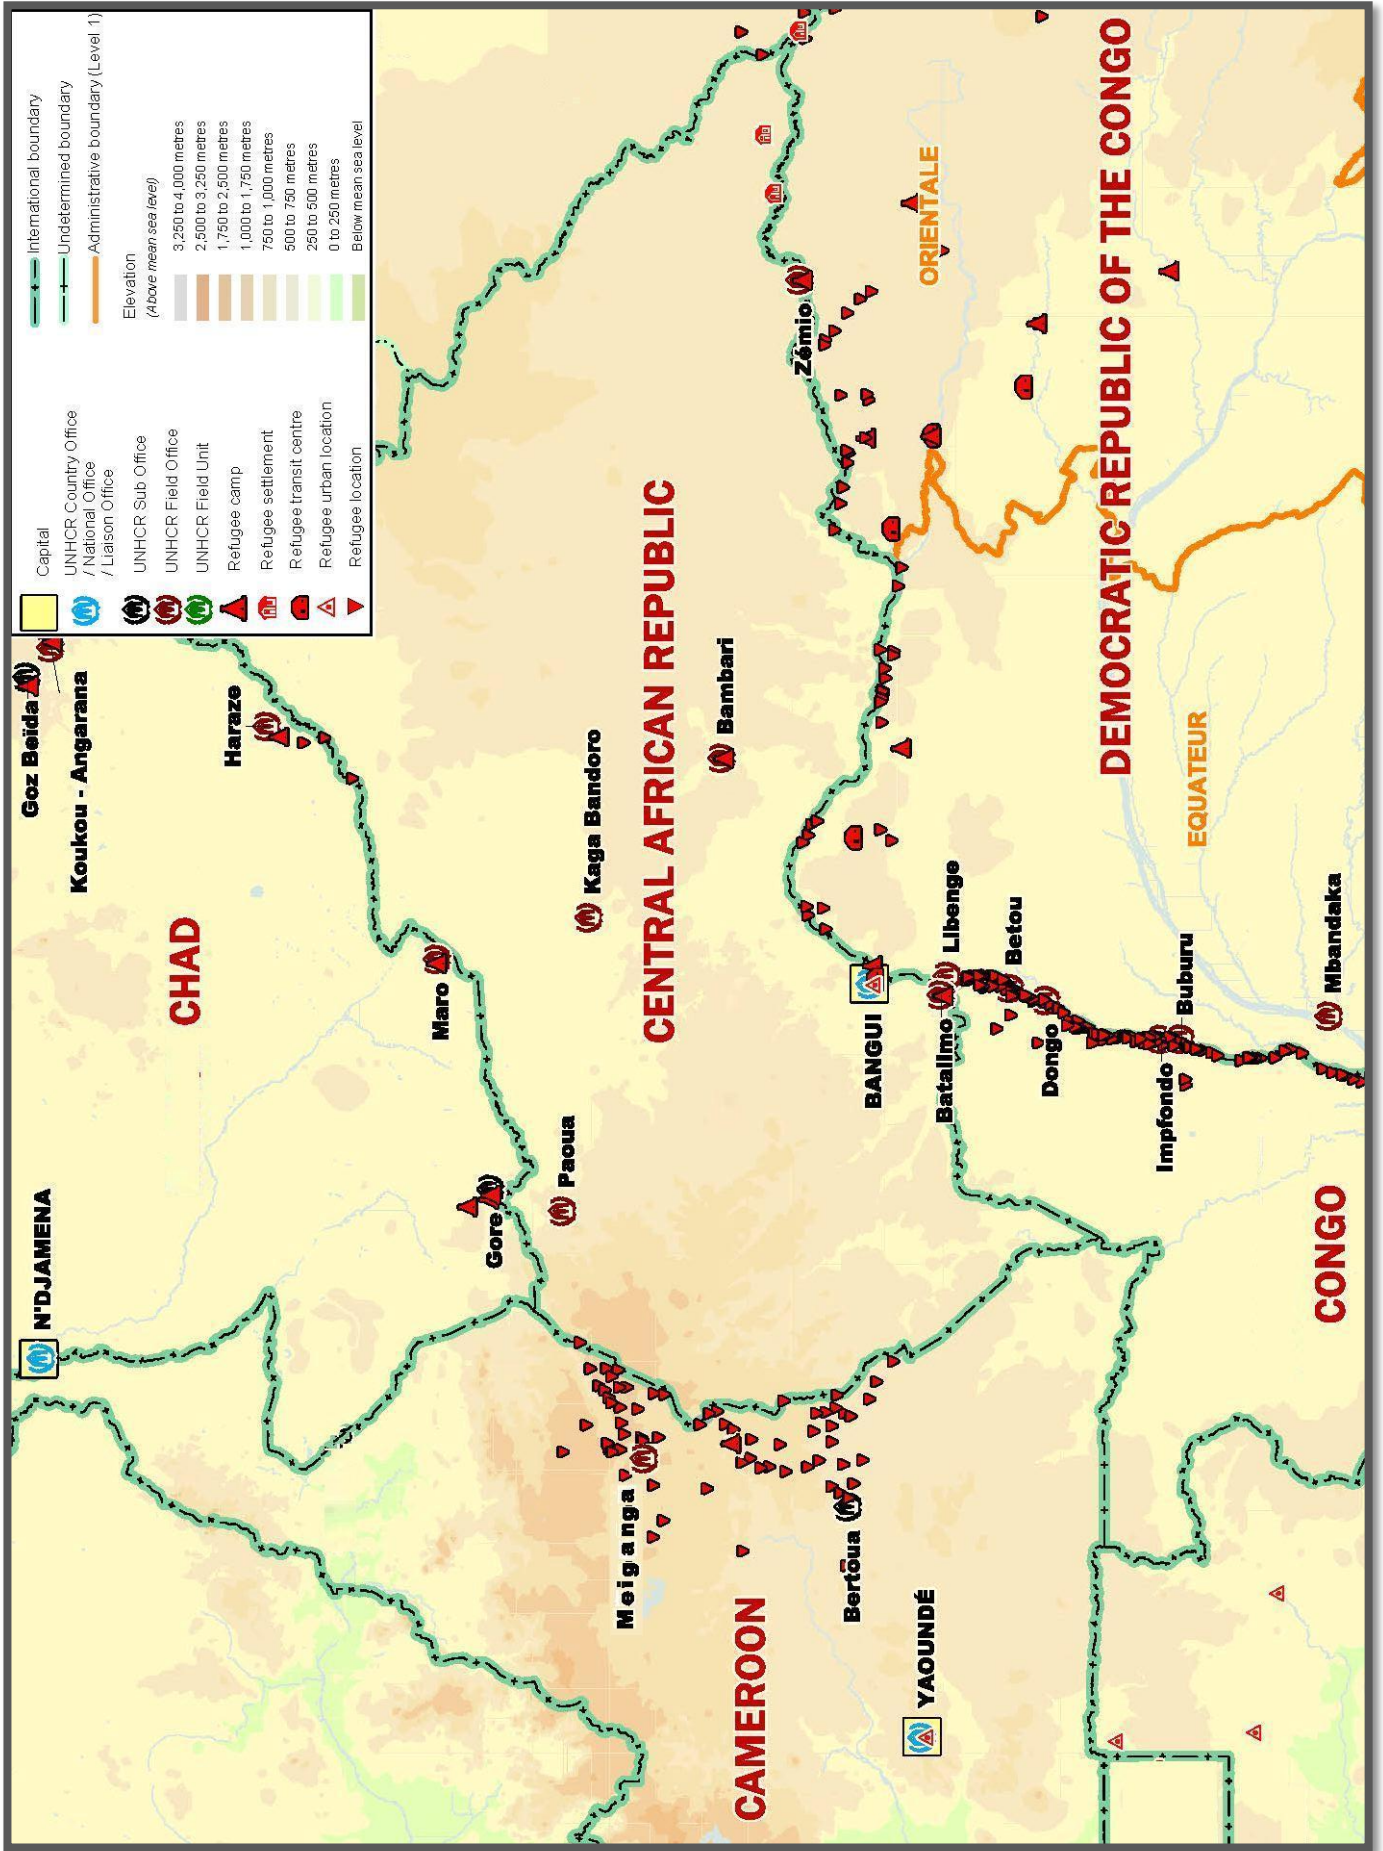 International boundary
Undetermined boundary
Administrative boundary (Level 1)
Elevation
(Above mean sea level)
3,250 to 4,000 metres
2,500 to 3,250 metres
1,750 to 2,500 metres
1,000 to 1,750 metres
750 to 1,000 metres
500 to 750 metres
250 to 500 metres
0 to 250 metres
Below mean sea level
Capital
UNHCR Country Office
/ National Office
/ Liaison Office
UNHCR Sub Office
UNHCR Field Office
UNHCR Field Unit
Refugee camp
Refugee settlement
Refugee transit centre
Refugee urban location
Refugee location
N'DJAMENA
Goz Beïda
Koukou - Angarana
CHAD
Haraze
Maro
Gore
Paoua
Kaga Bandoro
CENTRAL AFRICAN REPUBLIC
Bambari
Meiganga
CAMEROON
Zémio
Bertoua
BANGUI
YAOUNDÉ
Batalimo
Libenge
ORIENTALE
Betou
Dongo
DEMOCRATIC REPUBLIC OF THE CONGO
Impfondo
Buburu
EQUATEUR
CONGO
Mbandaka